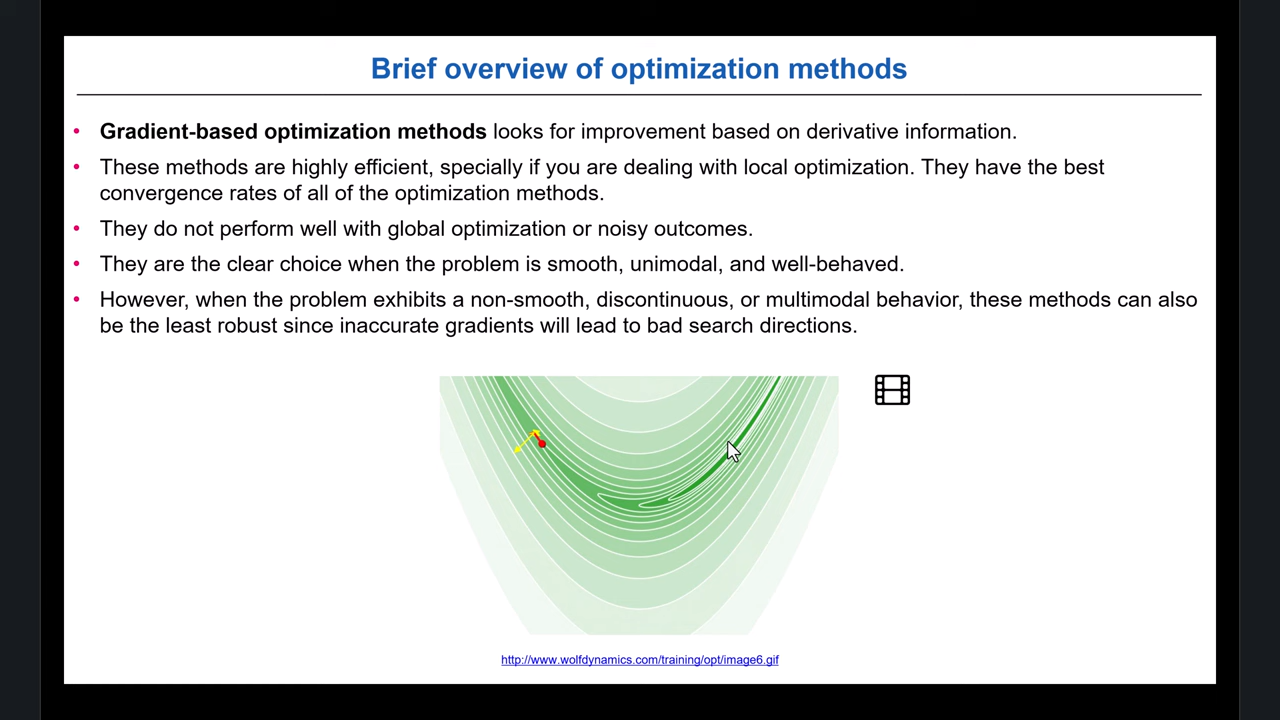 Brief overview of optimization methods
• Gradient-based optimization methods looks for improvement based on derivative information.
• These methods are highly efficient, specially if you are dealing with local optimization. They have the best
convergence rates of all of the optimization methods.
• They do not perform well with global optimization or noisy outcomes.
• They are the clear choice when the problem is smooth, unimodal, and well-behaved.
• However, when the problem exhibits a non-smooth, discontinuous, or multimodal behavior, these methods can also
be the least robust since inaccurate gradients will lead to bad search directions.
http://www.wolfdynamics.com/training/opt/image6.gif